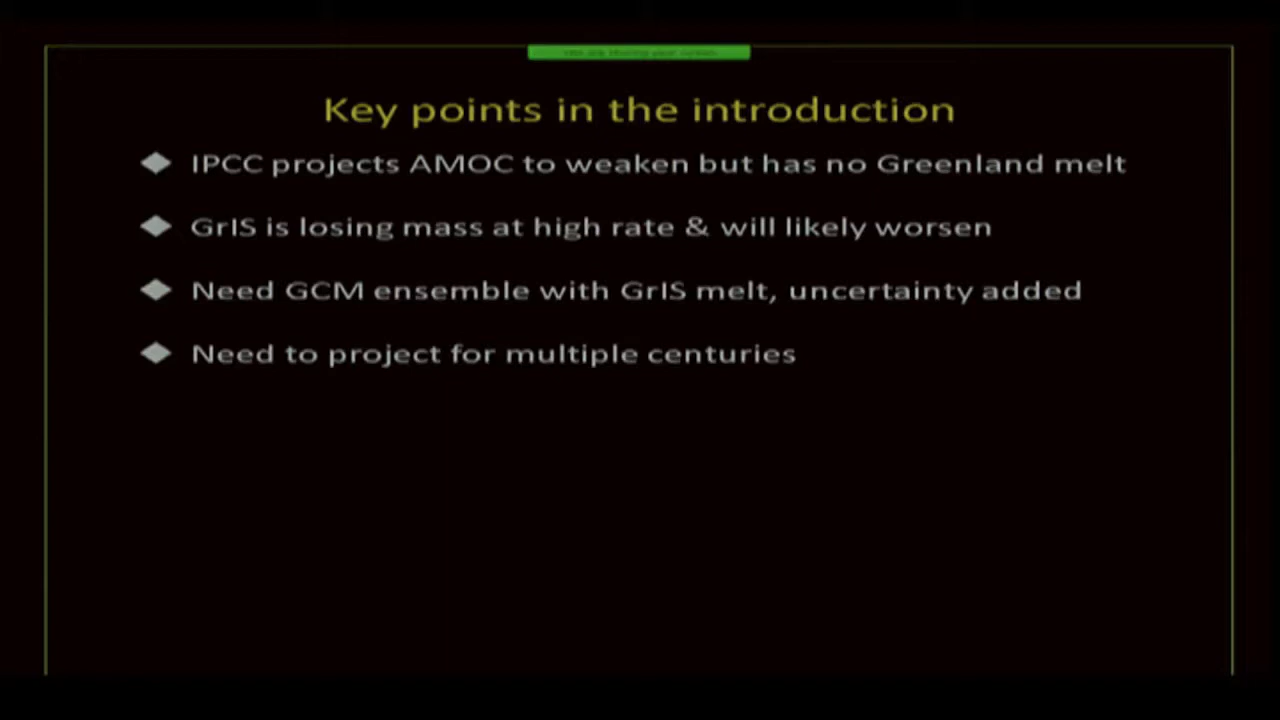 Key points in the introduction
IPCC projects AMOC to weaken but has no Greenland melt
GrIS is losing mass at high rate & will likely worsen
Need GCM ensemble with GrIS melt, uncertainty added
Need to project for multiple centuries